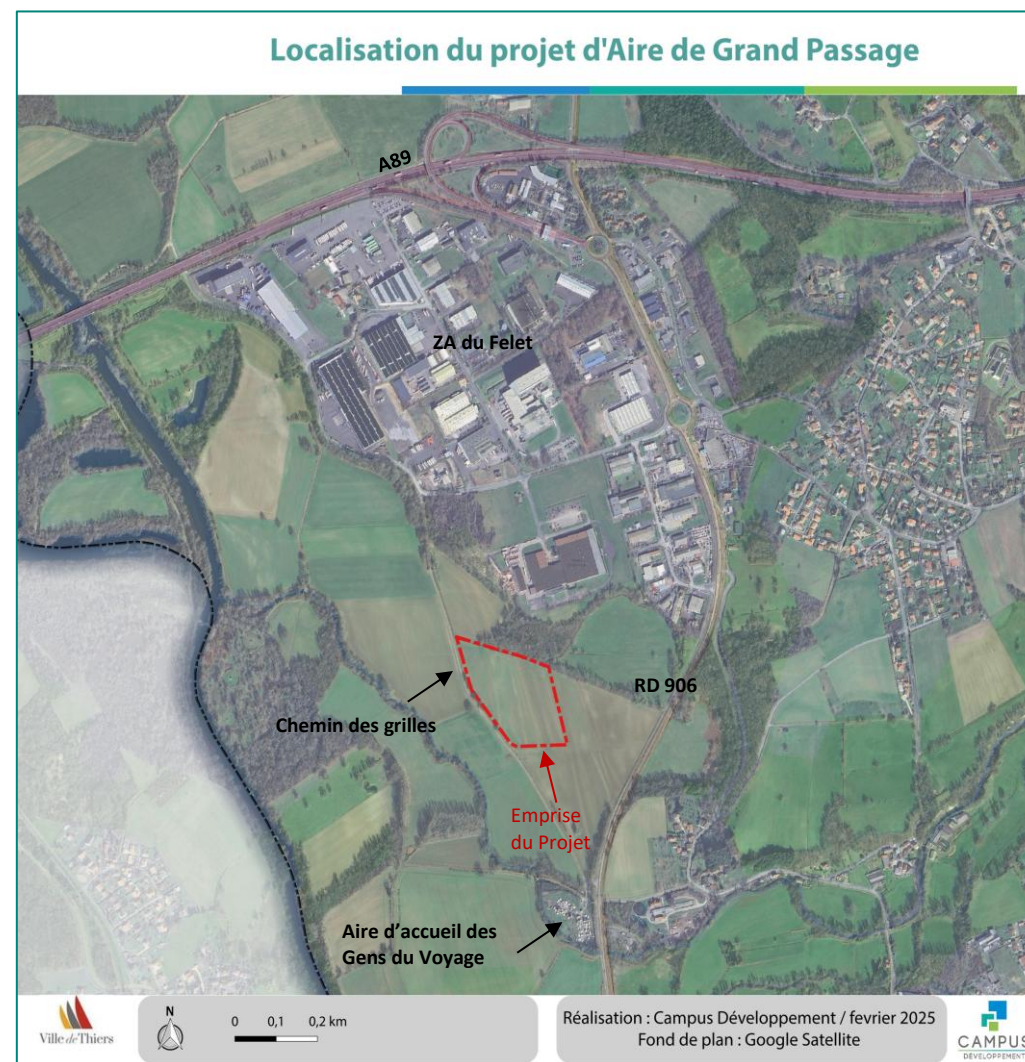 Localisation du projet d'Aire de Grand Passage
A89
ZA du Felet
RD 906
Chemin des grilles
Emprise
du Projet
Aire d'accueil des
Gens du Voyage
Ville de Thiers
N
0 0,1 0,2 km
Réalisation : Campus Développement / fevrier 2025
Fond de plan : Google Satellite
CAMPUS
DÉVELOPPEMENT